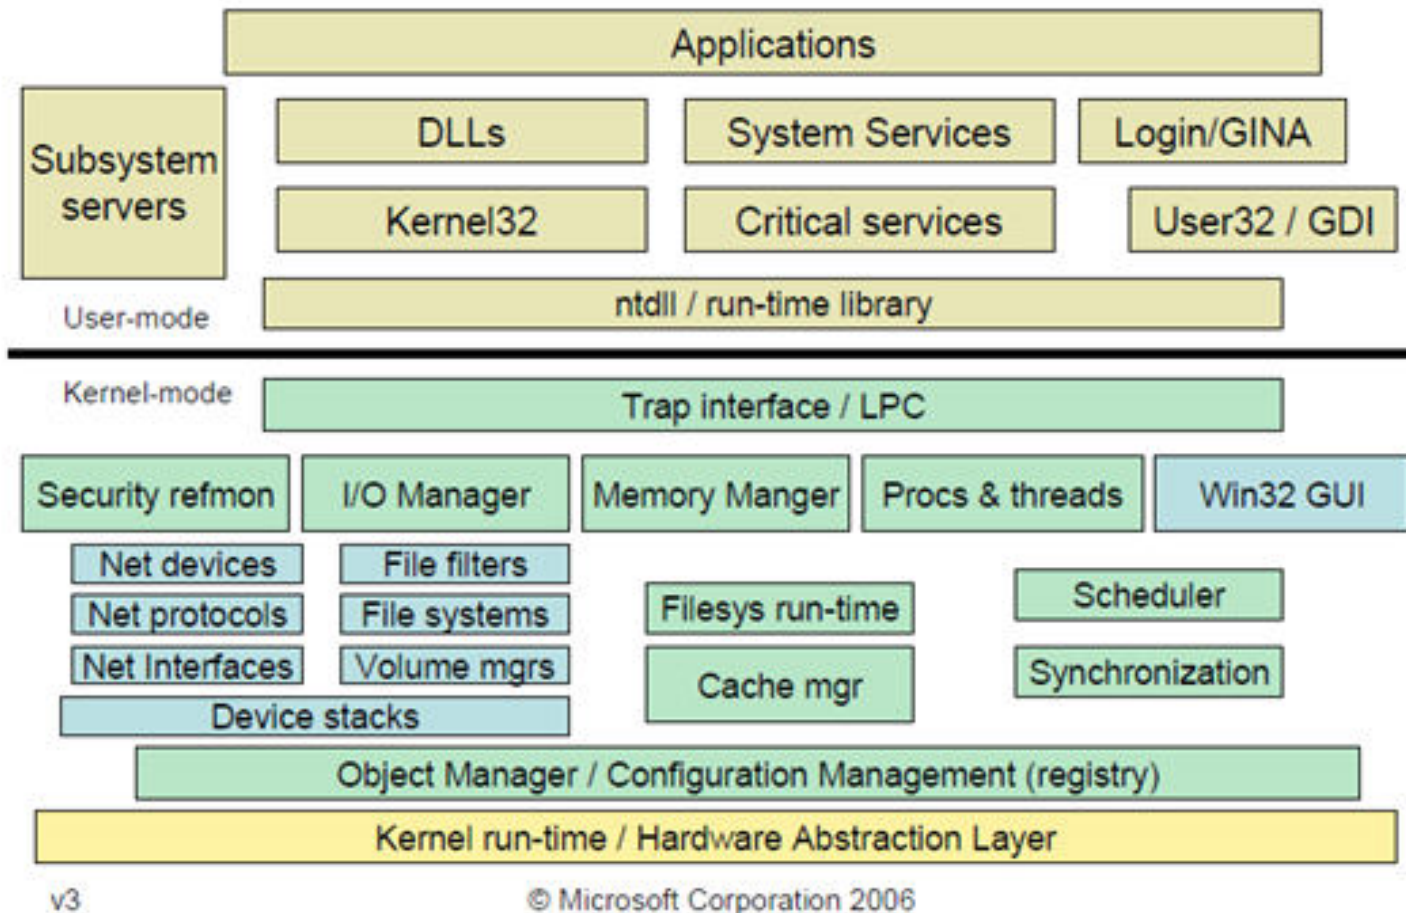 Applications
Subsystem
servers
DLLs
System Services
Login/GINA
Kernel32
Critical services
User32 / GDI
ntdll / run-time library
User-mode
Kernel-mode
Trap interface / LPC
Security refmon
I/O Manager
Memory Manger
Procs & threads
Win32 GUI
Net devices
File filters
Net protocols
File systems
Net Interfaces
Volume mgrs
Device stacks
Filesys run-time
Cache mgr
Scheduler
Synchronization
Object Manager / Configuration Management (registry)
Kernel run-time / Hardware Abstraction Layer
v3
© Microsoft Corporation 2006